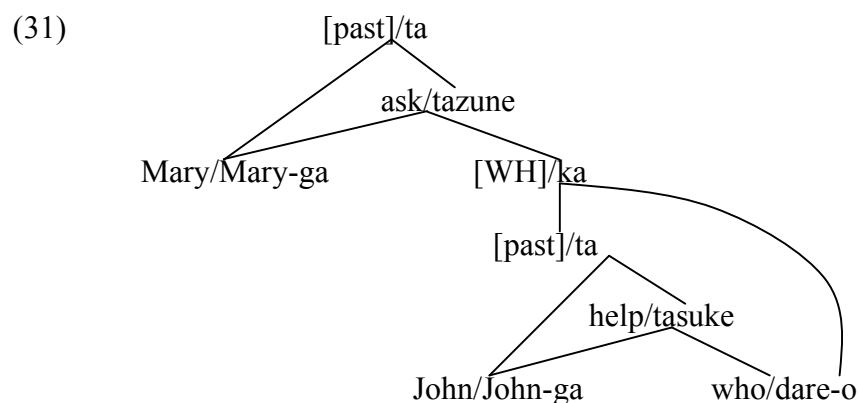 (31) [past]/ta
ask/tazune
Mary/Mary-ga [WH]/ka
[past]/ta
help/tasuke
John/John-ga who/dare-o